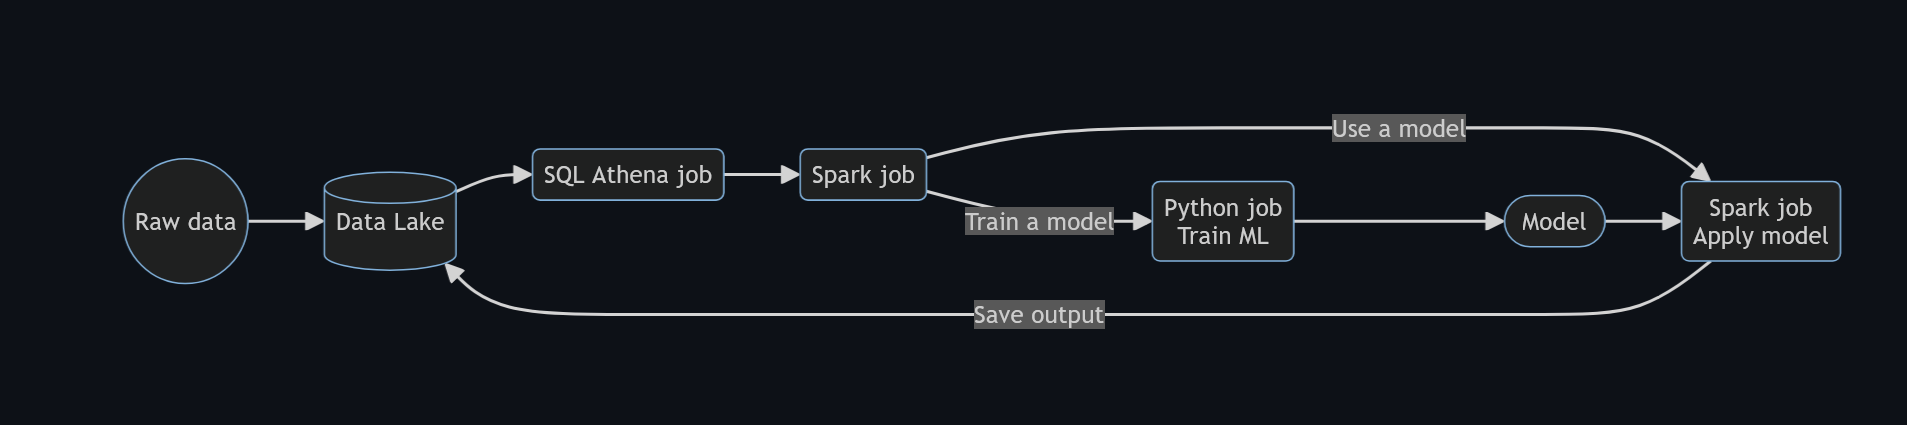 Raw data
Data Lake
SQL Athena job
Spark job
Use a model
Train a model
Python job
Train ML
Model
Spark job
Apply model
Save output